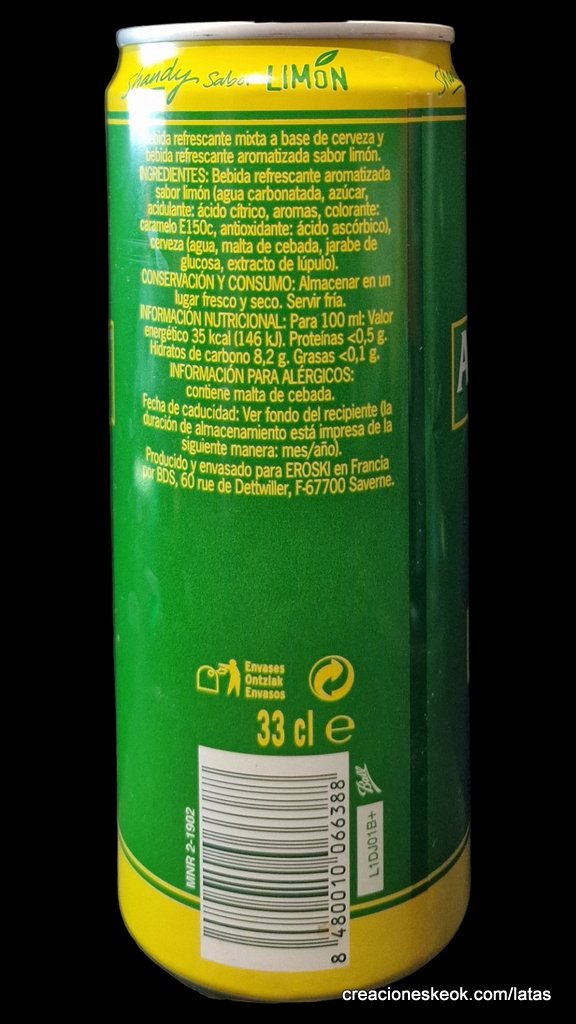 Shandy Sabor LIMÓN
bebida refrescante mixta a base de cerveza y
bebida refrescante aromatizada sabor limón.
INGREDIENTES: Bebida refrescante aromatizada
sabor limón (agua carbonatada, azúcar,
acidulante: ácido cítrico, aromas, colorante:
caramelo E150c, antioxidante: ácido ascórbico),
cerveza (agua, malta de cebada, jarabe de
glucosa, extracto de lúpulo).
CONSERVACIÓN Y CONSUMO: Almacenar en un
lugar fresco y seco. Servir fría.
INFORMACIÓN NUTRICIONAL: Para 100 ml: Valor
energético 35 kcal (146 kJ). Proteínas <0,5 g.
Hidratos de carbono 8,2 g. Grasas <0,1 g.
INFORMACIÓN PARA ALÉRGICOS:
contiene malta de cebada.
Fecha de caducidad: Ver fondo del recipiente (la
duración de almacenamiento está impresa de la
siguiente manera: mes/año).
Producido y envasado para EROSKI en Francia
por BDS, 60 rue de Dettwiller, F-67700 Saverne.
Envases
Ontziak
Envasos
33 cl e
MNR 2-1902
8 480010 066388
Ball
L1DJ01B+
creacioneskeok.com/latas